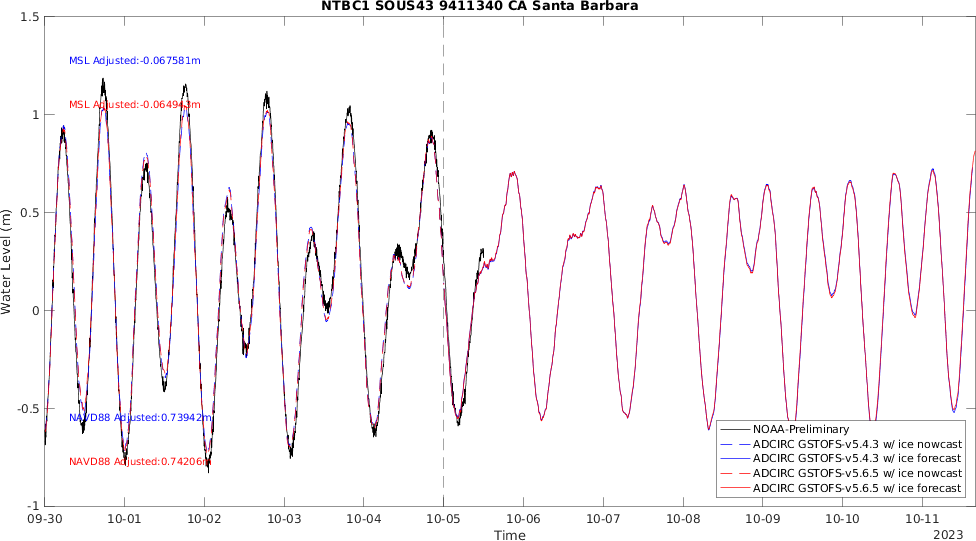 NTBC1 SOUS43 9411340 CA Santa Barbara
1.5
MSL Adjusted:-0.067581m
MSL Adjusted:-0.064943m
1
0.5
Water Level (m)
0
-0.5
NAVD88 Adjusted:0.73942m
NAVD88 Adjusted:0.74206m
NOAA-Preliminary
ADCIRC GSTOFS-v5.4.3 w/ ice nowcast
ADCIRC GSTOFS-v5.4.3 w/ ice forecast
ADCIRC GSTOFS-v5.6.5 w/ ice nowcast
ADCIRC GSTOFS-v5.6.5 w/ ice forecast
-1
09-30 10-01 10-02 10-03 10-04 10-05 10-06 10-07 10-08 10-09 10-10 10-11
Time
2023